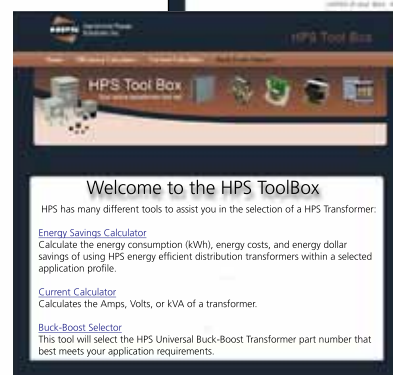 HPS Tool Box
HPS Tool Box
Welcome to the HPS ToolBox
HPS has many different tools to assist you in the selection of a HPS Transformer:
Energy Savings Calculator
Calculate the energy consumption (kWh), energy costs, and energy dollar
savings of using HPS energy efficient distribution transformers within a selected
application profile.
Current Calculator
Calculates the Amps, Volts, or kVA of a transformer.
Buck-Boost Selector
This tool will select the HPS Universal Buck-Boost Transformer part number that
best meets your application requirements.